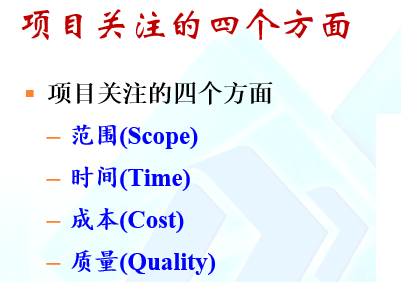 项目关注的四个方面
项目关注的四个方面
– 范围(Scope)
– 时间(Time)
– 成本(Cost)
– 质量(Quality)